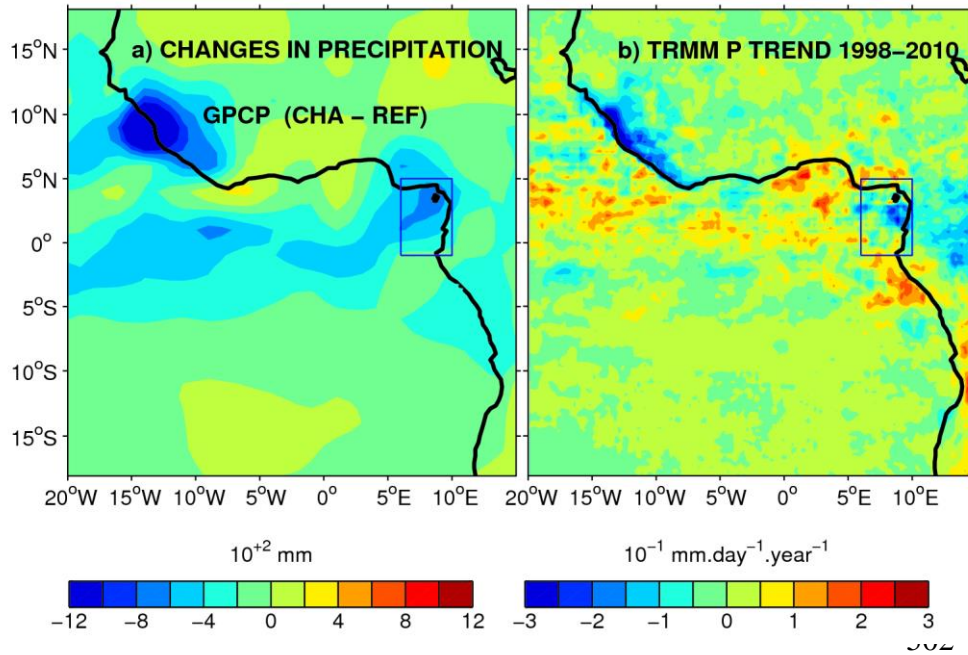 a) CHANGES IN PRECIPITATION
GPCP (CHA – REF)
b) TRMM P TREND 1998–2010
15°N
10°N
5°N
0°
5°S
10°S
15°S
20°W 15°W 10°W 5°W 0° 5°E 10°E 20°W 15°W 10°W 5°W 0° 5°E 10°E
10⁺² mm
10⁻¹ mm.day⁻¹.year⁻¹
−12 −8 −4 0 4 8 12
−3 −2 −1 0 1 2 3